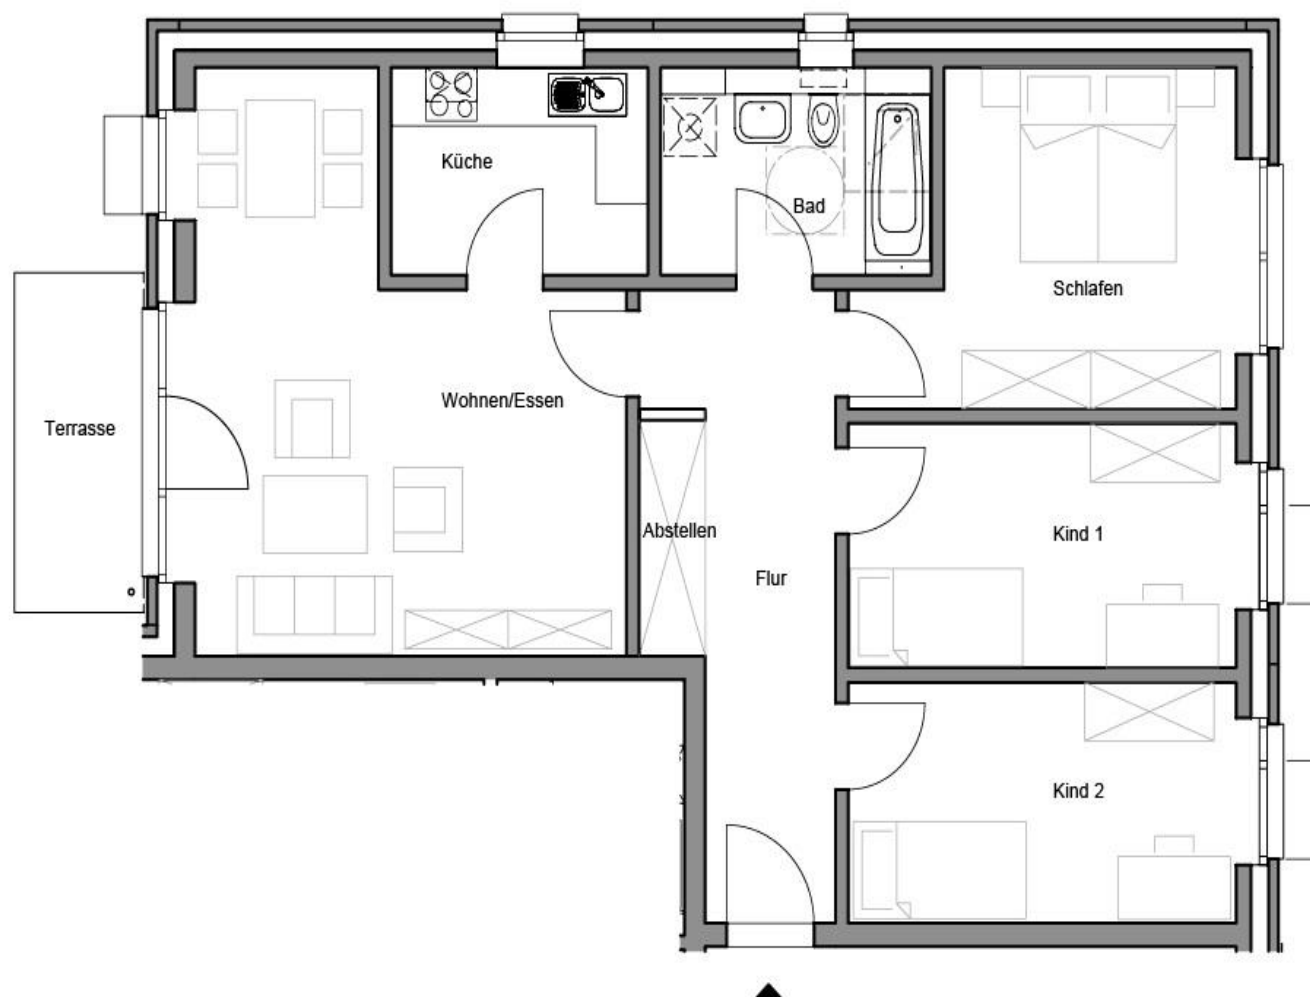 Küche
Bad
Schlafen
Wohnen/Essen
Terrasse
Abstellen
Kind 1
Flur
Kind 2